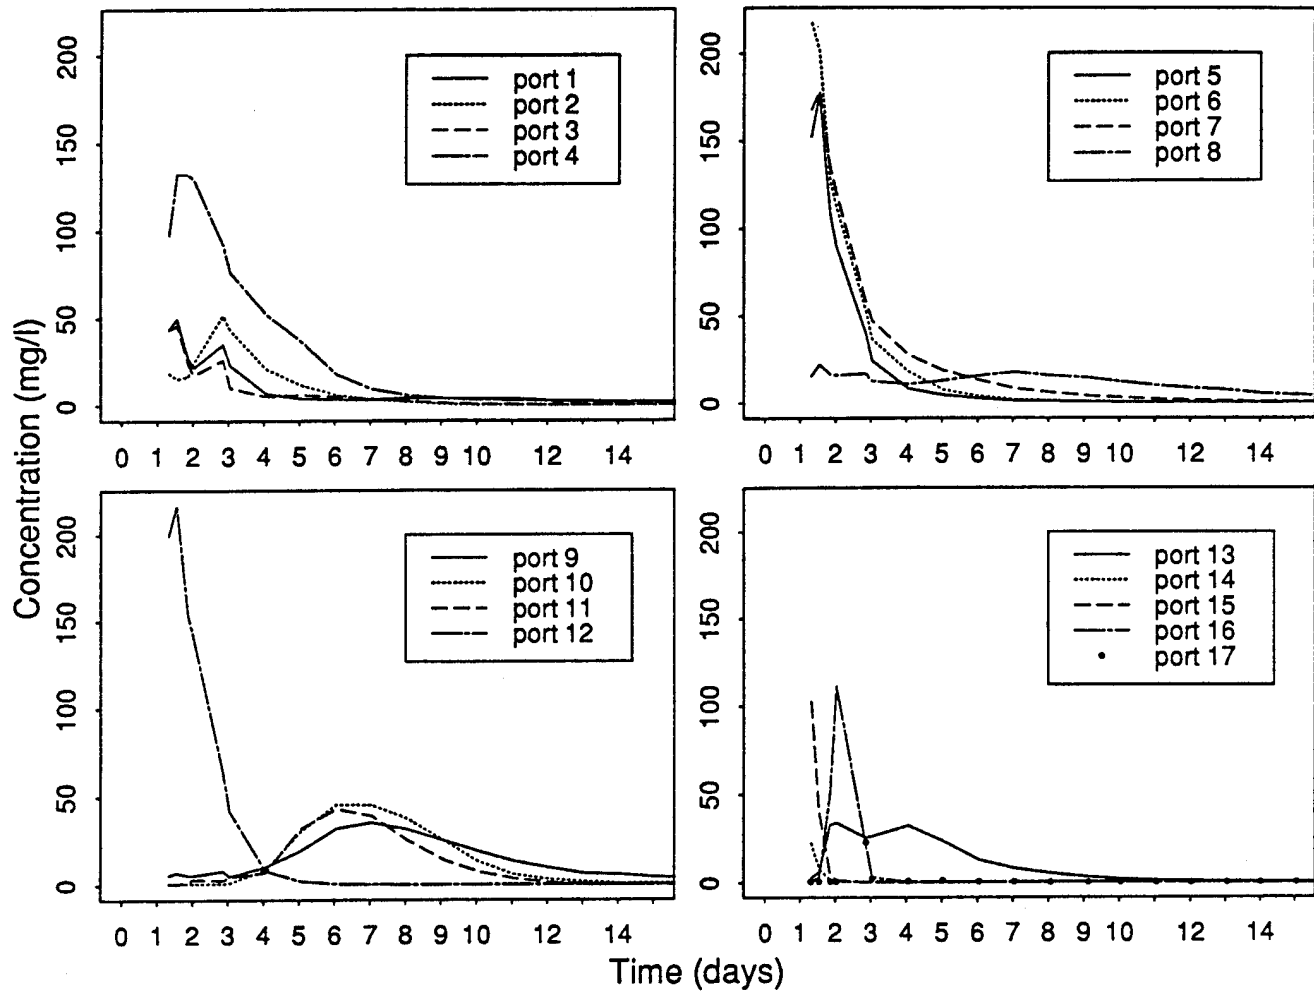 Concentration (mg/l)
200
150
100
50
0
port 1
port 2
port 3
port 4
0 1 2 3 4 5 6 7 8 9 10 12 14
200
150
100
50
0
port 5
port 6
port 7
port 8
0 1 2 3 4 5 6 7 8 9 10 12 14
200
150
100
50
0
port 9
port 10
port 11
port 12
0 1 2 3 4 5 6 7 8 9 10 12 14
200
150
100
50
0
port 13
port 14
port 15
port 16
port 17
0 1 2 3 4 5 6 7 8 9 10 12 14
Time (days)